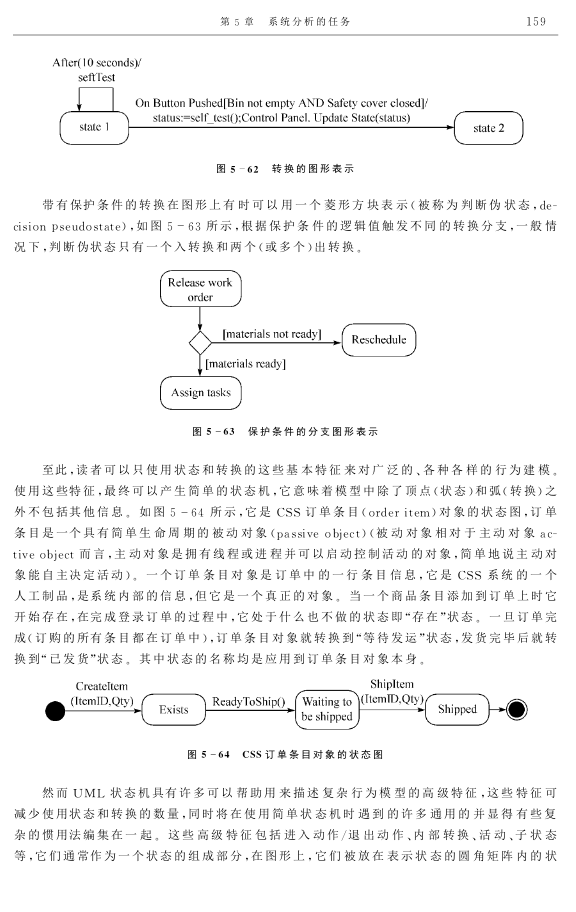 第 5 章 系统分析的任务 159
After(10 seconds)/
seftTest
On Button Pushed[Bin not empty AND Safety cover closed]/
state 1
status:=self_test();Control Panel. Update State(status)
state 2
图 5-62 转换的图形表示
带有保护条件的转换在图形上有时可以用一个菱形方块表示(被称为判断伪状态,de-
cision pseudostate),如图 5-63 所示,根据保护条件的逻辑值触发不同的转换分支,一般情
况下,判断伪状态只有一个入转换和两个(或多个)出转换。
Release work
order
[materials not ready]
Reschedule
[materials ready]
Assign tasks
图 5-63 保护条件的分支图形表示
至此,读者可以只使用状态和转换的这些基本特征来对广泛的、各种各样的行为建模。
使用这些特征,最终可以产生简单的状态机,它意味着模型中除了顶点(状态)和弧(转换)之
外不包括其他信息。如图 5-64 所示,它是 CSS 订单条目(order item)对象的状态图,订单
条目是一个具有简单生命周期的被动对象(passive object)(被动对象相对于主动对象 ac-
tive object 而言,主动对象是拥有线程或进程并可以启动控制活动的对象,简单地说主动对
象能自主决定活动)。一个订单条目对象是订单中的一行条目信息,它是 CSS 系统的一个
人工制品,是系统内部的信息,但它是一个真正的对象。当一个商品条目添加到订单上时它
开始存在,在完成登录订单的过程中,它处于什么也不做的状态即“存在”状态。一旦订单完
成(订购的所有条目都在订单中),订单条目对象就转换到“等待发运”状态,发货完毕后就转
换到“已发货”状态。其中状态的名称均是应用到订单条目对象本身。
CreateItem
(ItemID,Qty)
Exists
ReadyToShip()
Waiting to
be shipped
ShipItem
(ItemID,Qty)
Shipped
图 5-64 CSS 订单条目对象的状态图
然而 UML 状态机具有许多可以帮助用来描述复杂行为模型的高级特征,这些特征可
减少使用状态和转换的数量,同时将在使用简单状态机时遇到的许多通用的并显得有些复
杂的惯用法编集在一起。这些高级特征包括进入动作/退出动作、内部转换、活动、子状态
等,它们通常作为一个状态的组成部分,在图形上,它们被放在表示状态的圆角矩阵内的状